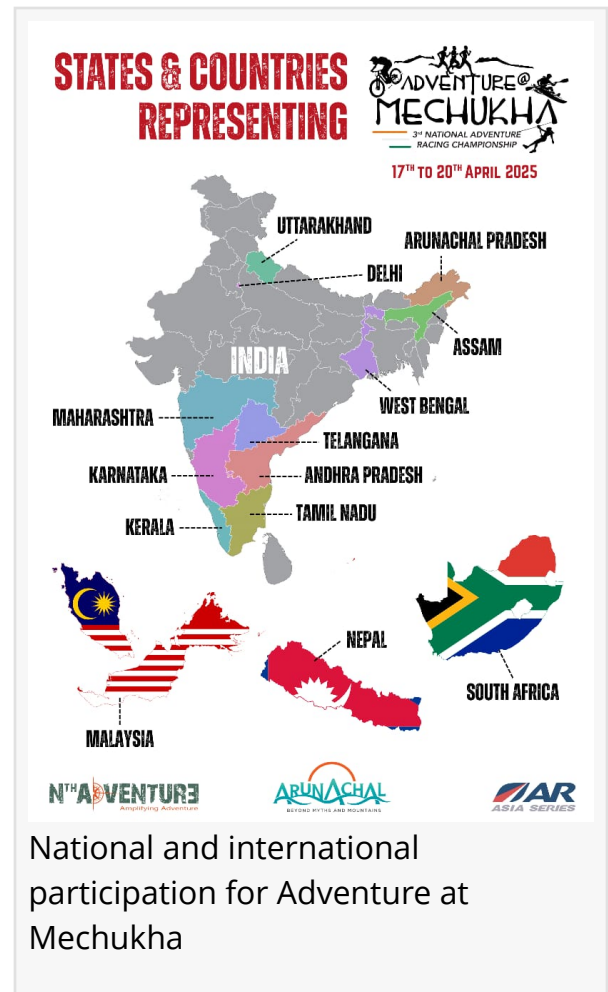 STATES & COUNTRIES
REPRESENTING
ADVENTURE@
MECHUKHA
3rd NATIONAL ADVENTURE
RACING CHAMPIONSHIP
17TH TO 20TH APRIL 2025
UTTARAKHAND
ARUNACHAL PRADESH
DELHI
ASSAM
INDIA
WEST BENGAL
MAHARASHTRA
TELANGANA
KARNATAKA
ANDHRA PRADESH
TAMIL NADU
KERALA
NEPAL
SOUTH AFRICA
MALAYSIA
NTH ADVENTUR3
Amplifying Adventure
ARUNACHAL
BEYOND MYTHS AND MOUNTAINS
AR
ASIA SERIES
National and international
participation for Adventure at
Mechukha